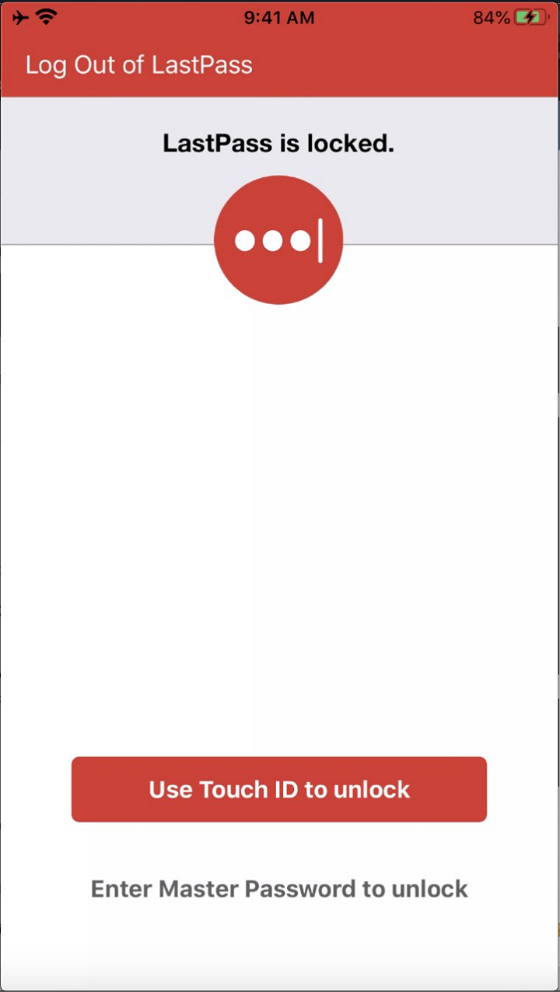 9:41 AM
84%
Log Out of LastPass
LastPass is locked.
Use Touch ID to unlock
Enter Master Password to unlock